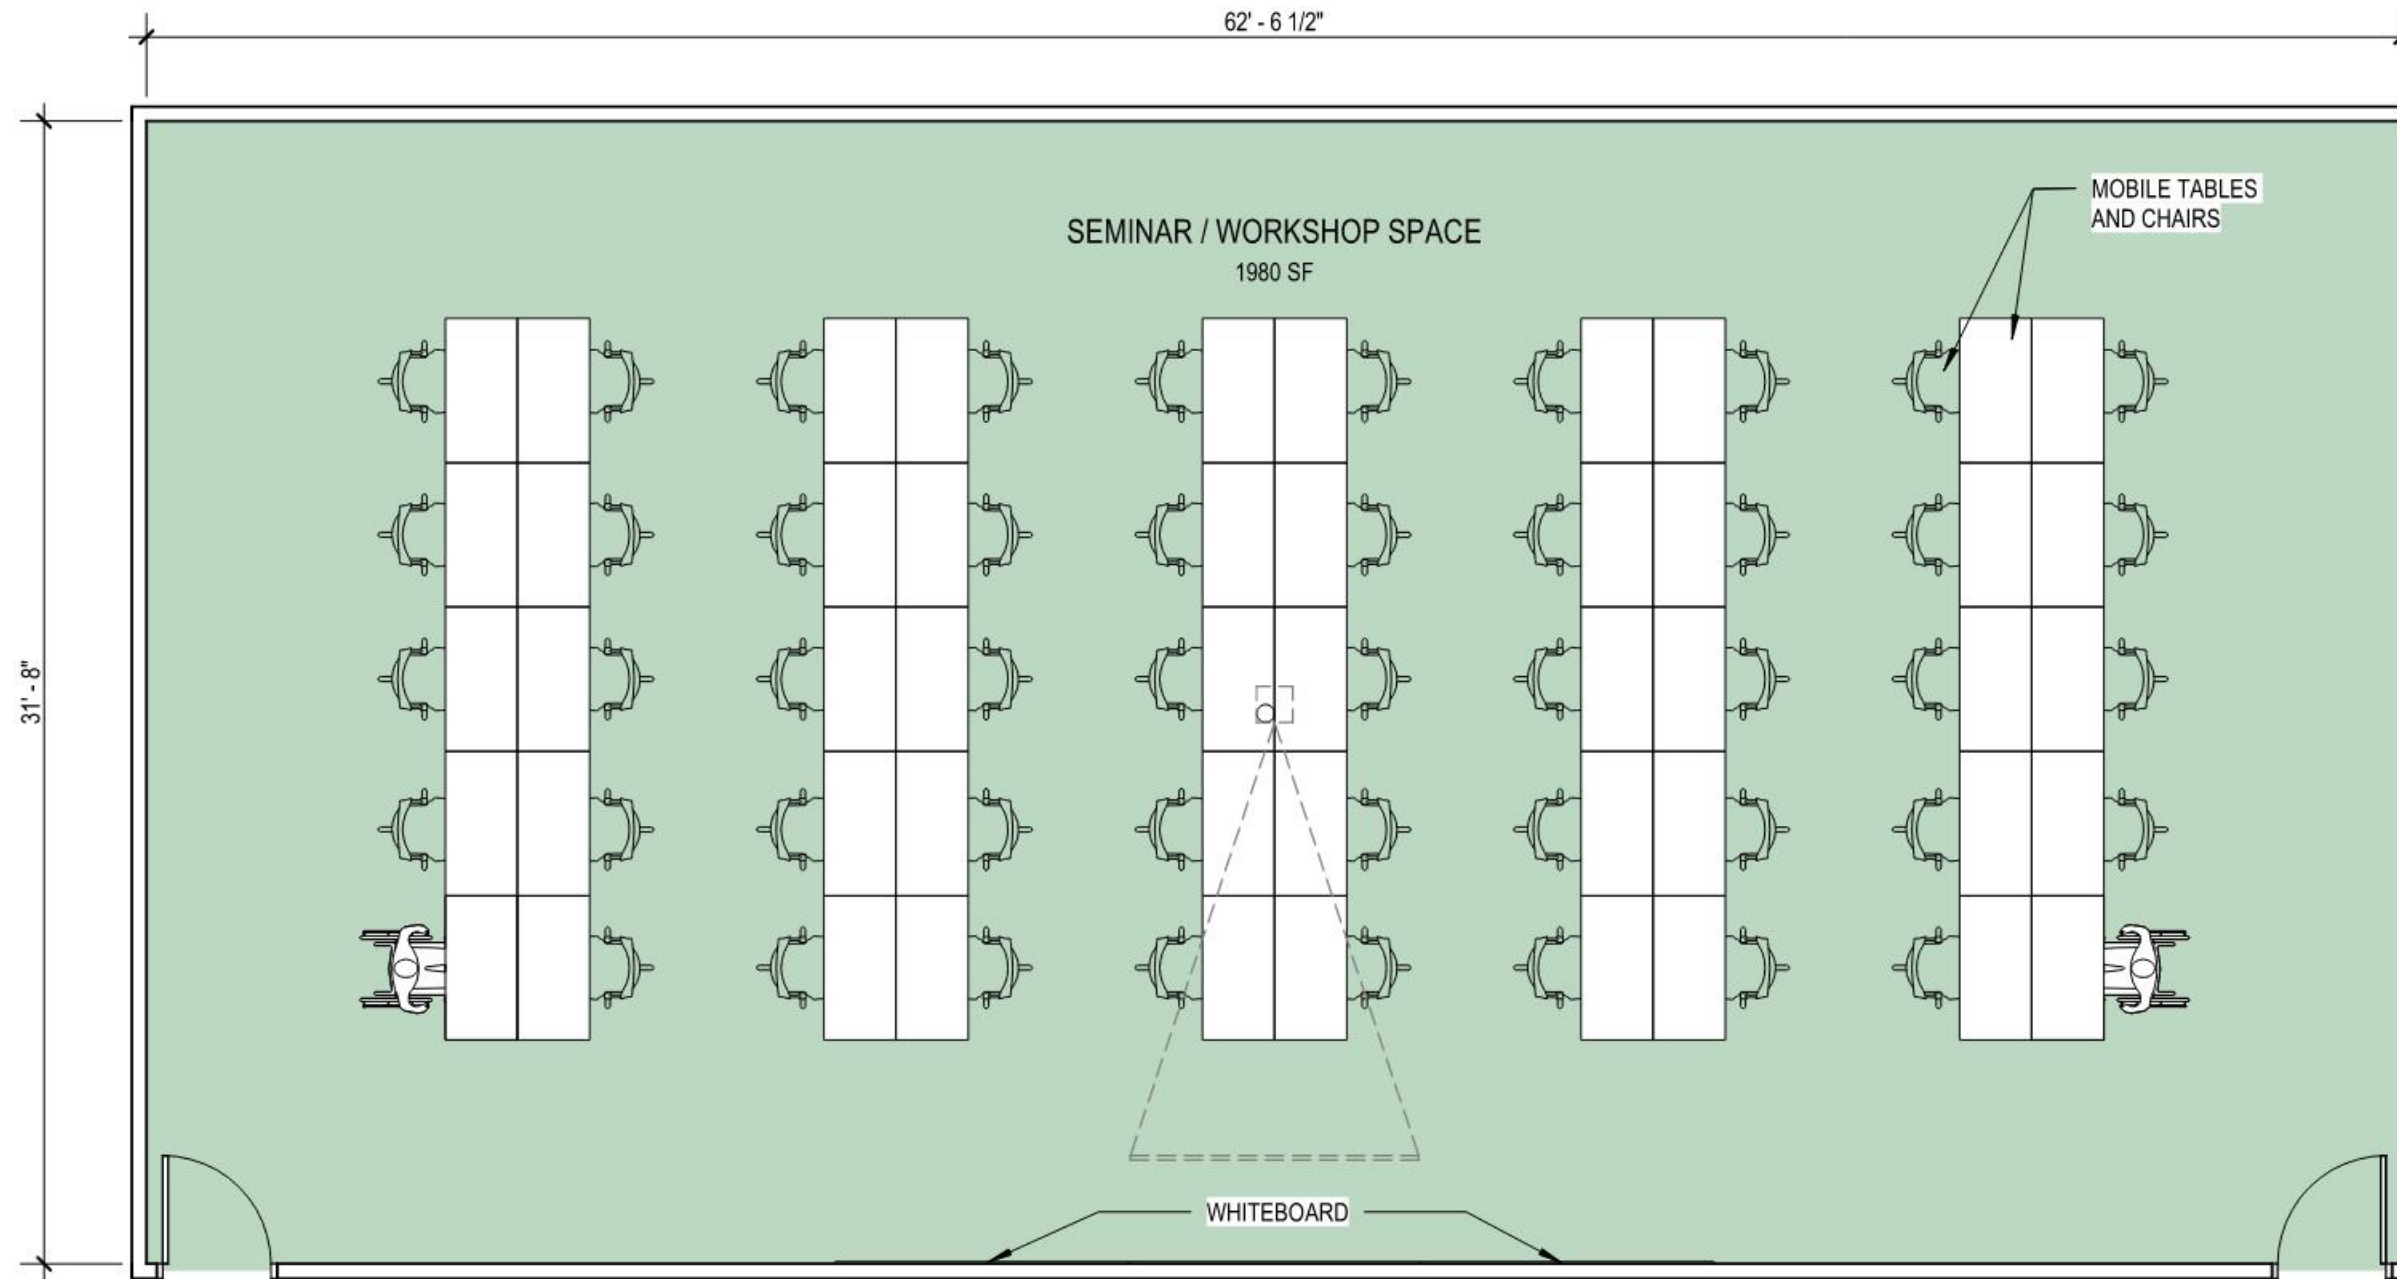 62' - 6 1/2"
MOBILE TABLES
AND CHAIRS
SEMINAR / WORKSHOP SPACE
1980 SF
31' - 8"
WHITEBOARD